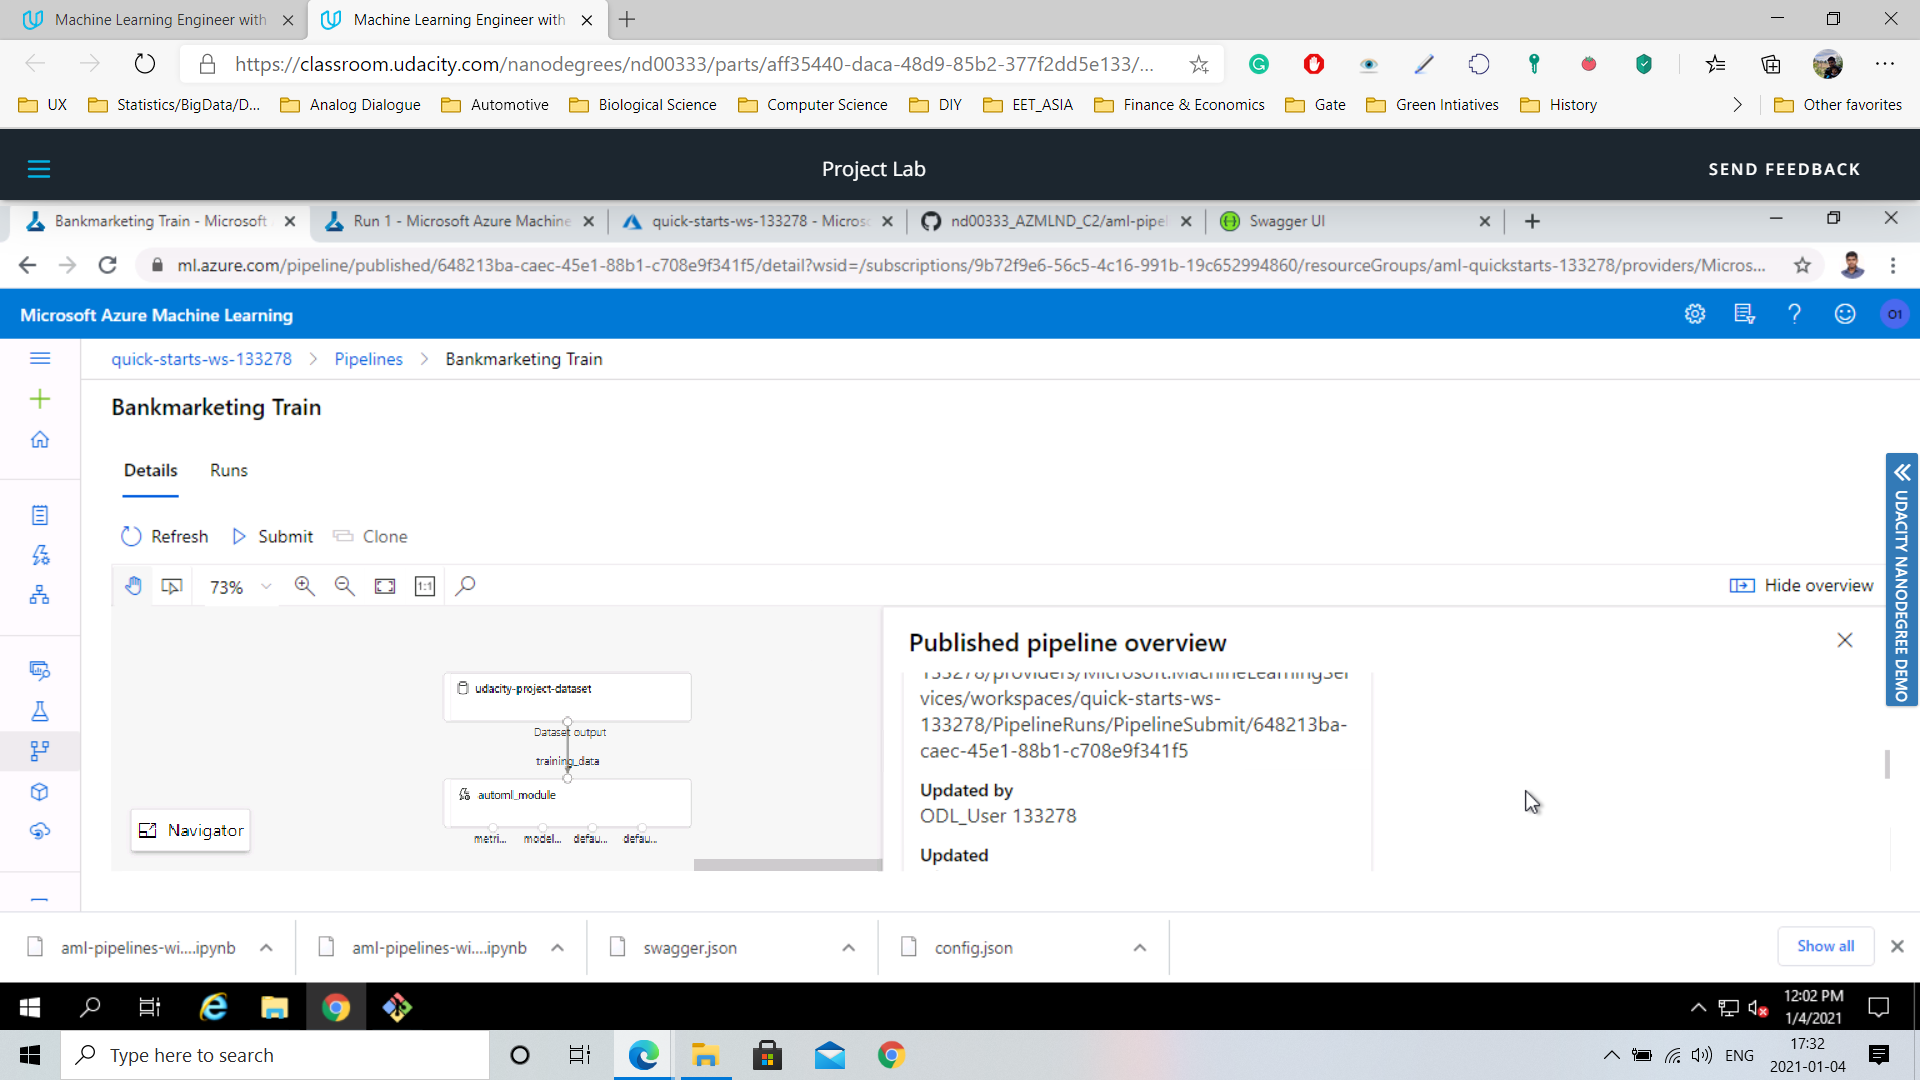 Machine Learning Engineer with
Machine Learning Engineer with
https://classroom.udacity.com/nanodegrees/nd00333/parts/aff35440-daca-48d9-85b2-377f2dd5e133/...
UX
Statistics/BigData/D...
Analog Dialogue
Automotive
Biological Science
Computer Science
DIY
EET_ASIA
Finance & Economics
Gate
Green Intiatives
History
Other favorites
Project Lab
SEND FEEDBACK
Bankmarketing Train - Microsoft
Run 1 - Microsoft Azure Machine
quick-starts-ws-133278 - Micros
nd00333_AZMLND_C2/aml-pipel
Swagger UI
ml.azure.com/pipeline/published/648213ba-caec-45e1-88b1-c708e9f341f5/detail?wsid=/subscriptions/9b72f9e6-56c5-4c16-991b-19c652994860/resourceGroups/aml-quickstarts-133278/providers/Micros...
Microsoft Azure Machine Learning
O1
quick-starts-ws-133278 > Pipelines > Bankmarketing Train
Bankmarketing Train
Details
Runs
Refresh
Submit
Clone
73%
1:1
Hide overview
UDACITY NANODEGREE DEMO
udacity-project-dataset
Dataset output
training_data
automl_module
metri...
model...
defau...
defau...
Navigator
Published pipeline overview
133278/providers/Microsoft.MachineLearningSer
vices/workspaces/quick-starts-ws-
133278/PipelineRuns/PipelineSubmit/648213ba-
caec-45e1-88b1-c708e9f341f5
Updated by
ODL_User 133278
Updated
aml-pipelines-wi....ipynb
aml-pipelines-wi....ipynb
swagger.json
config.json
Show all
12:02 PM
1/4/2021
Type here to search
ENG
17:32
2021-01-04